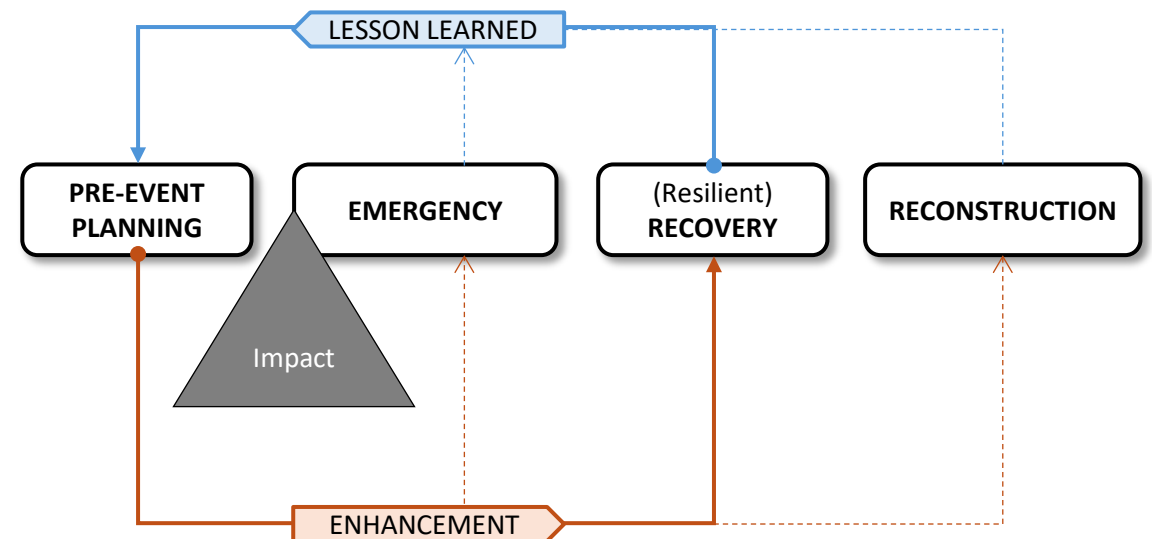 LESSON LEARNED
PRE-EVENT
PLANNING
EMERGENCY
(Resilient)
RECOVERY
RECONSTRUCTION
Impact
ENHANCEMENT